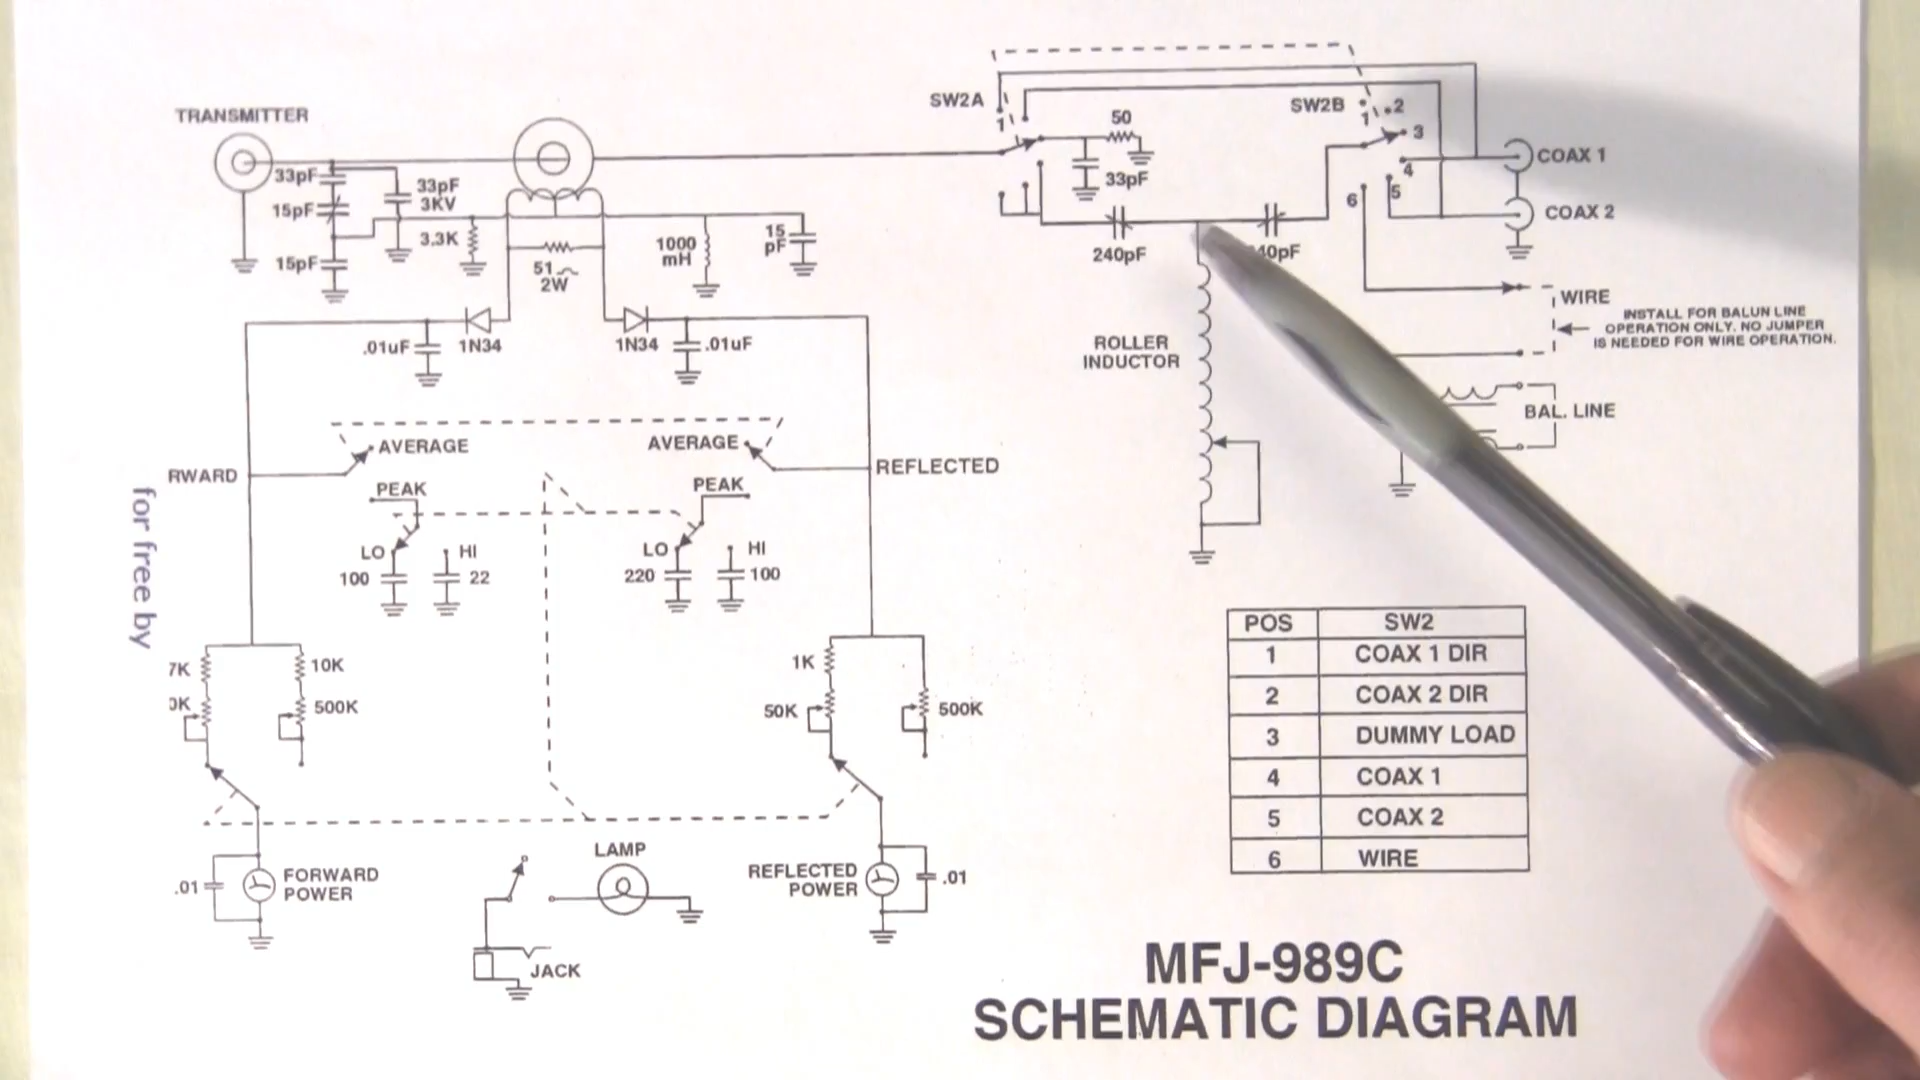 TRANSMITTER
33pF
15pF
15pF
33pF
3KV
3.3K
51
2W
1000
mH
15
pF
.01uF
1N34
1N34
.01uF
SW2A
1
50
33pF
240pF
40pF
SW2B
1
2
3
4
5
6
COAX 1
COAX 2
WIRE
INSTALL FOR BALUN LINE
OPERATION ONLY. NO JUMPER
IS NEEDED FOR WIRE OPERATION.
BAL. LINE
ROLLER
INDUCTOR
RWARD
AVERAGE
AVERAGE
REFLECTED
PEAK
PEAK
LO
HI
100
22
LO
HI
220
100
for free by
7K
10K
0K
500K
1K
50K
500K
.01
FORWARD
POWER
LAMP
JACK
REFLECTED
POWER
.01
POS SW2
1 COAX 1 DIR
2 COAX 2 DIR
3 DUMMY LOAD
4 COAX 1
5 COAX 2
6 WIRE
MFJ-989C
SCHEMATIC DIAGRAM